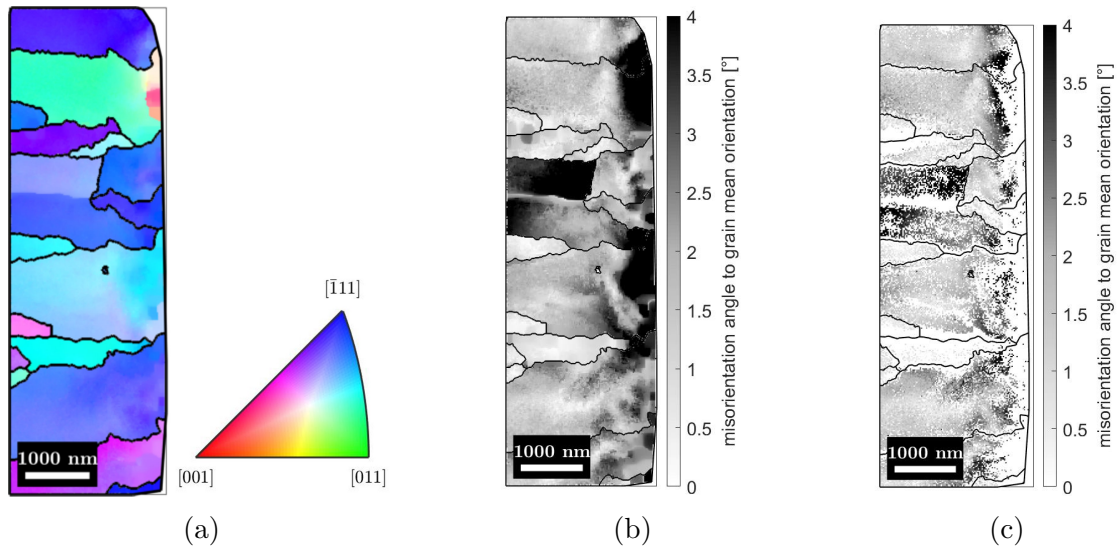 1000 nm
[1̄11]
[001]
[011]
(a)
1000 nm
4
3.5
3
2.5
2
1.5
1
0.5
0
misorientation angle to grain mean orientation [°]
(b)
1000 nm
4
3.5
3
2.5
2
1.5
1
0.5
0
misorientation angle to grain mean orientation [°]
(c)